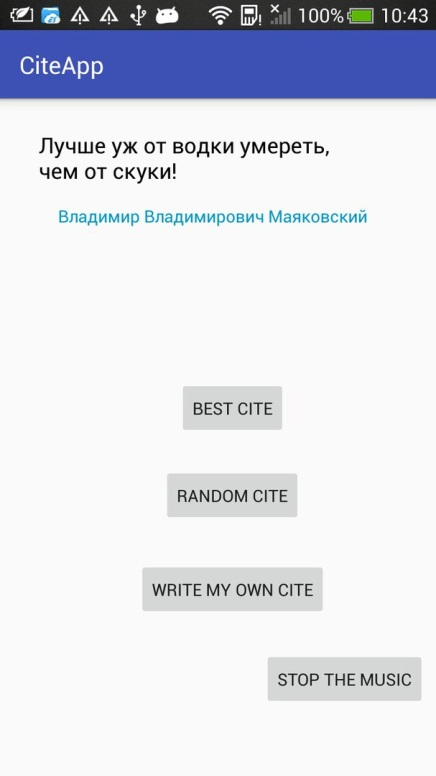 100% 10:43
CiteApp
Лучше уж от водки умереть,
чем от скуки!
Владимир Владимирович Маяковский
BEST CITE
RANDOM CITE
WRITE MY OWN CITE
STOP THE MUSIC